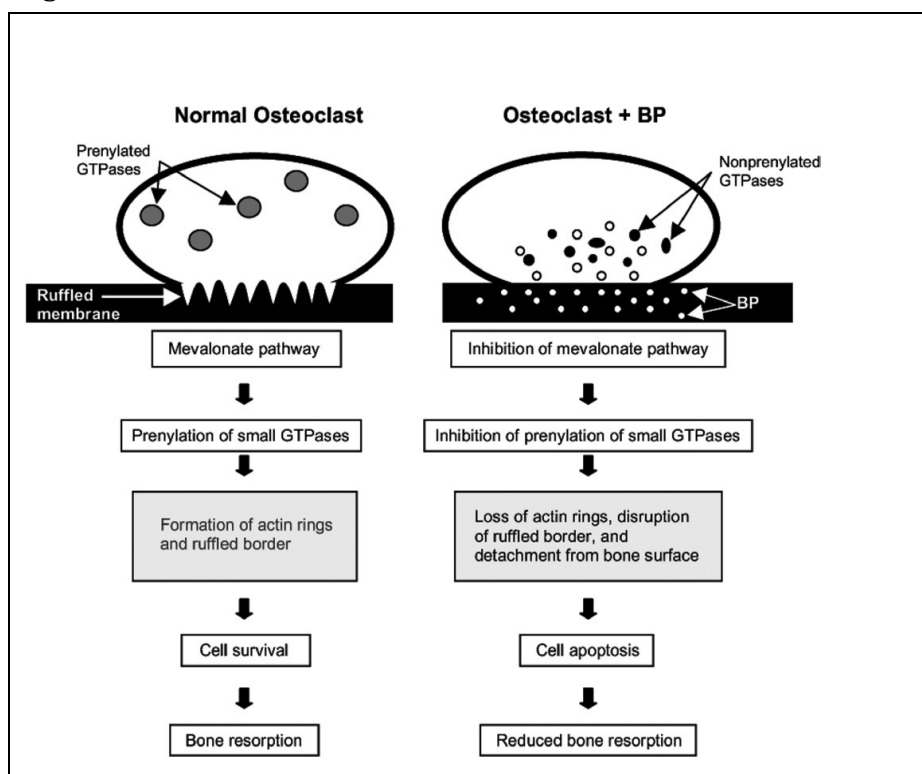 Normal Osteoclast
Prenylated
GTPases
Ruffled
membrane
Mevalonate pathway
Prenylation of small GTPases
Formation of actin rings
and ruffled border
Cell survival
Bone resorption
Osteoclast + BP
Nonprenylated
GTPases
BP
Inhibition of mevalonate pathway
Inhibition of prenylation of small GTPases
Loss of actin rings, disruption
of ruffled border, and
detachment from bone surface
Cell apoptosis
Reduced bone resorption